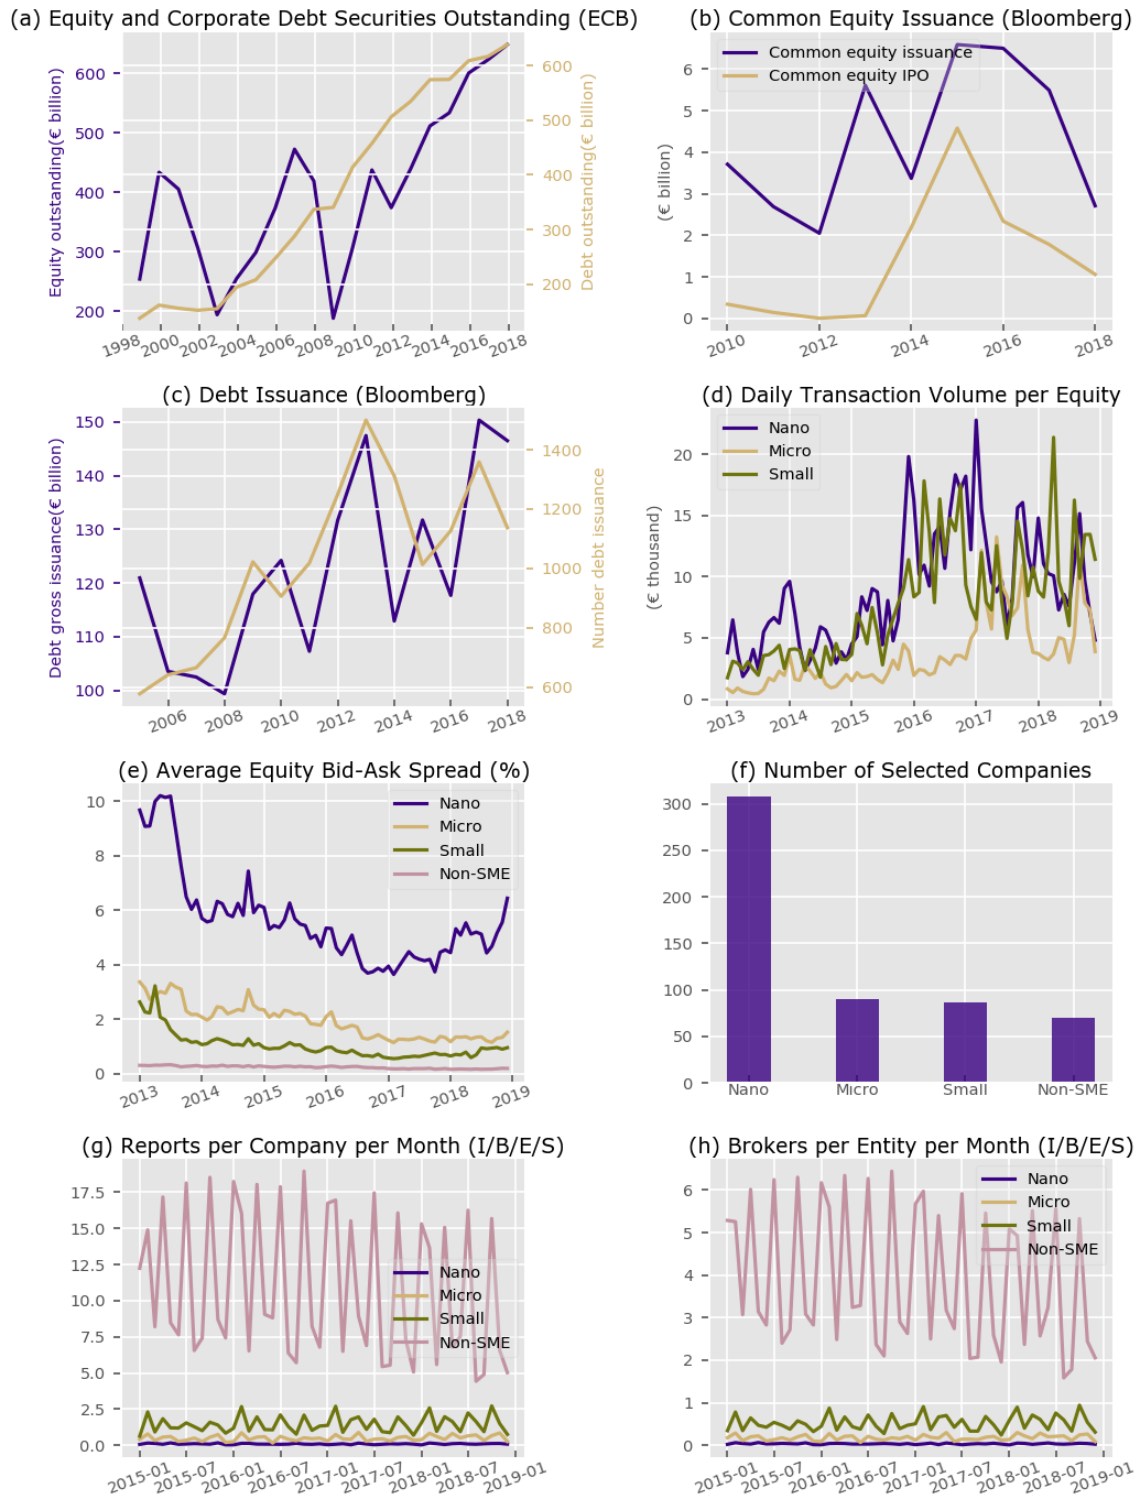 (a) Equity and Corporate Debt Securities Outstanding (ECB)
Equity outstanding(€ billion)
600
500
400
300
200
Debt outstanding(€ billion)
600
500
400
300
200
1998 2000 2002 2004 2006 2008 2010 2012 2014 2016 2018
(b) Common Equity Issuance (Bloomberg)
Common equity issuance
Common equity IPO
(€ billion)
6
5
4
3
2
1
0
2010 2012 2014 2016 2018
(c) Debt Issuance (Bloomberg)
Debt gross issuance(€ billion)
150
140
130
120
110
100
Number debt issuance
1400
1200
1000
800
600
2006 2008 2010 2012 2014 2016 2018
(d) Daily Transaction Volume per Equity
Nano
Micro
Small
(€ thousand)
20
15
10
5
0
2013 2014 2015 2016 2017 2018 2019
(e) Average Equity Bid-Ask Spread (%)
Nano
Micro
Small
Non-SME
10
8
6
4
2
0
2013 2014 2015 2016 2017 2018 2019
(f) Number of Selected Companies
300
250
200
150
100
50
0
Nano Micro Small Non-SME
(g) Reports per Company per Month (I/B/E/S)
17.5
15.0
12.5
10.0
7.5
5.0
2.5
0.0
Nano
Micro
Small
Non-SME
2015-01 2015-07 2016-01 2016-07 2017-01 2017-07 2018-01 2018-07 2019-01
(h) Brokers per Entity per Month (I/B/E/S)
Nano
Micro
Small
Non-SME
6
5
4
3
2
1
0
2015-01 2015-07 2016-01 2016-07 2017-01 2017-07 2018-01 2018-07 2019-01